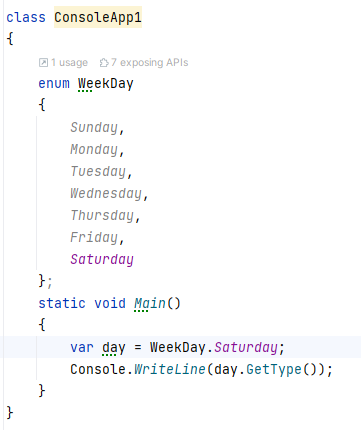 class ConsoleApp1
{
1 usage 7 exposing APIs
enum WeekDay
{
Sunday,
Monday,
Tuesday,
Wednesday,
Thursday,
Friday,
Saturday
};
static void Main()
{
var day = WeekDay.Saturday;
Console.WriteLine(day.GetType());
}
}